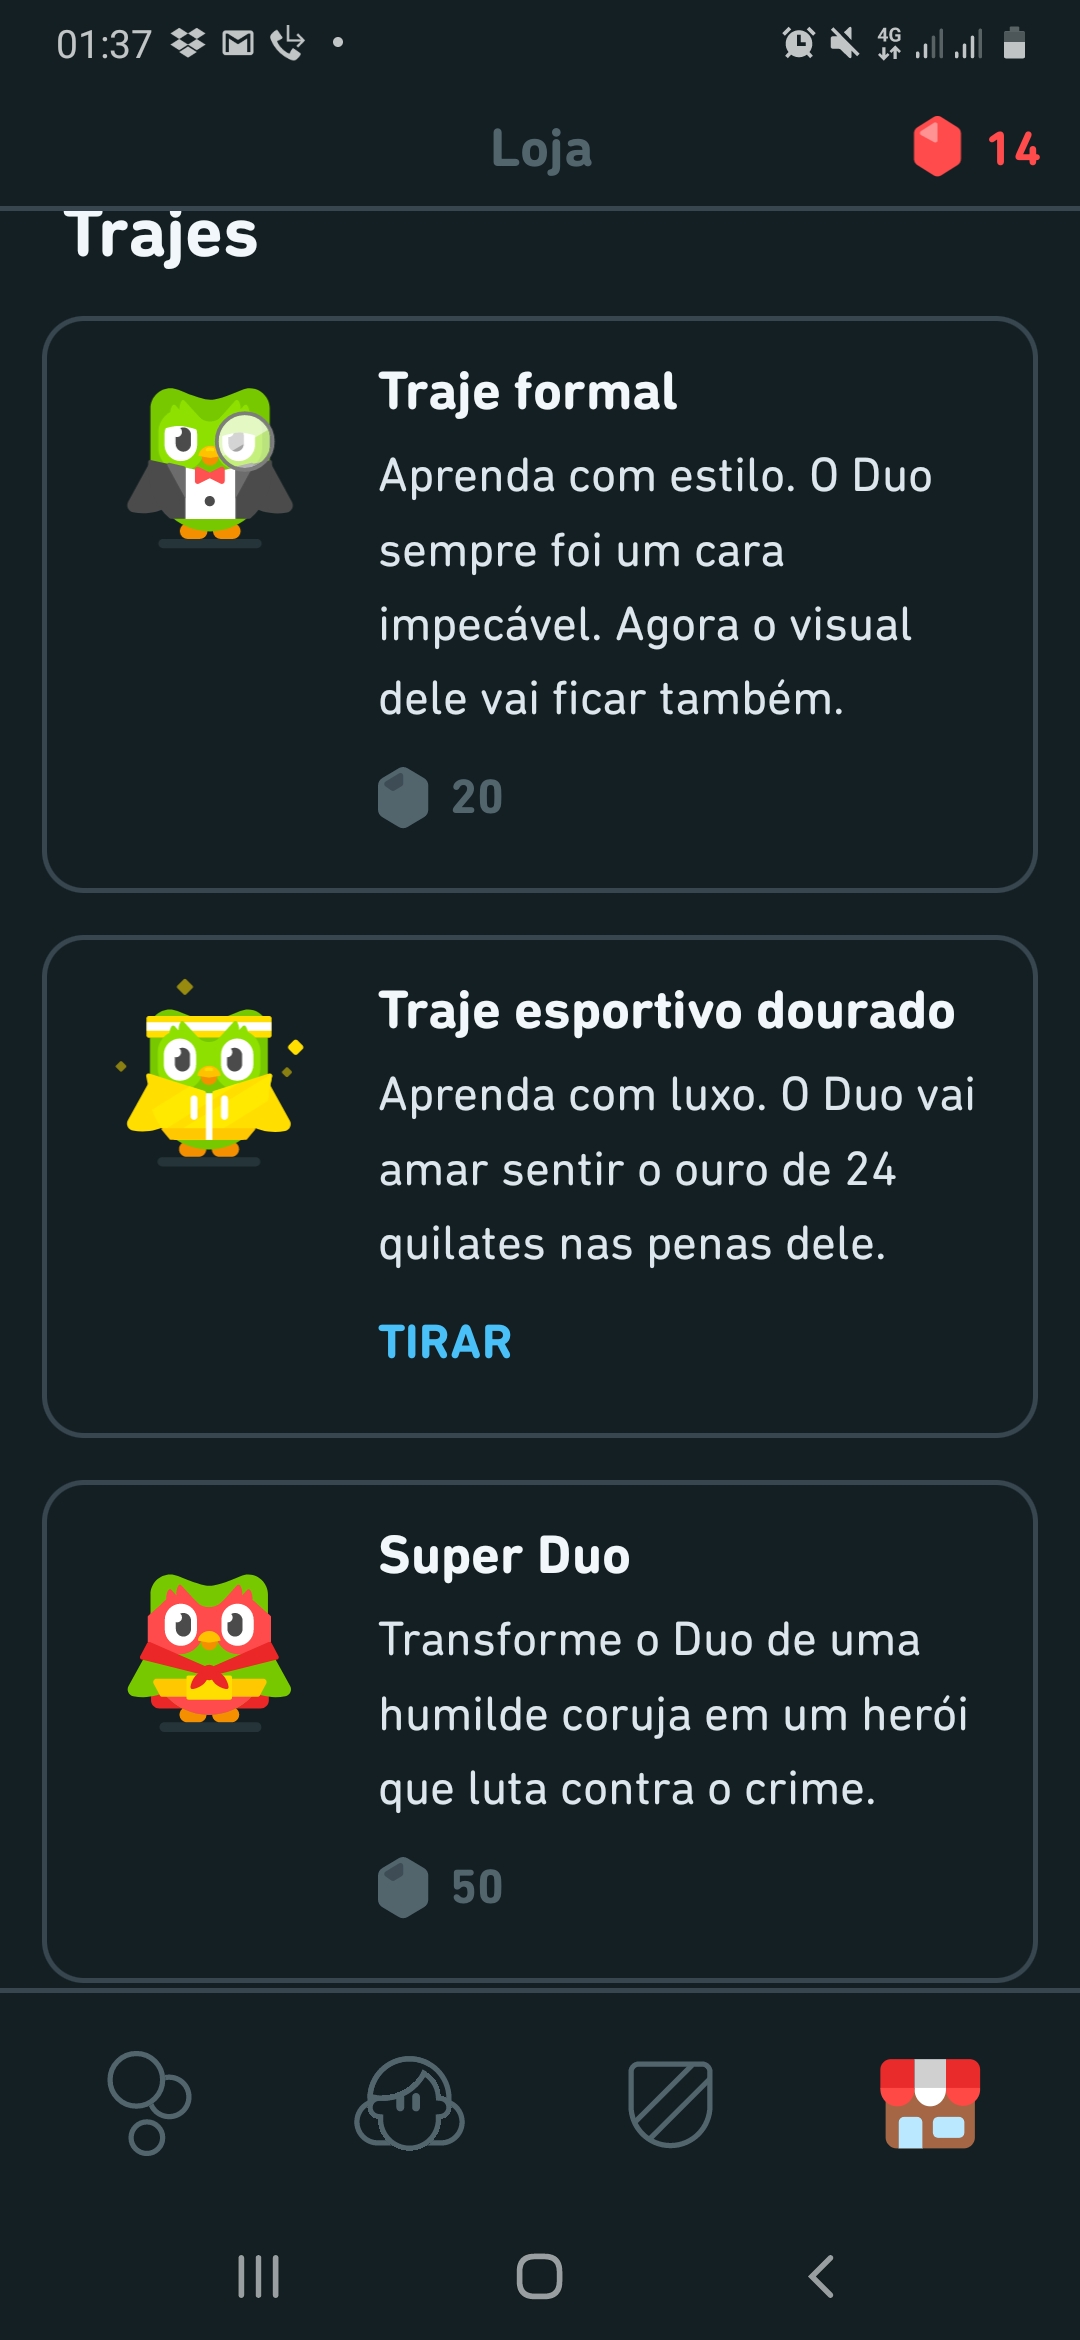 01:37
4G
Loja
14
Trajes
Traje formal
Aprenda com estilo. O Duo
sempre foi um cara
impecável. Agora o visual
dele vai ficar também.
20
Traje esportivo dourado
Aprenda com luxo. O Duo vai
amar sentir o ouro de 24
quilates nas penas dele.
TIRAR
Super Duo
Transforme o Duo de uma
humilde coruja em um herói
que luta contra o crime.
50